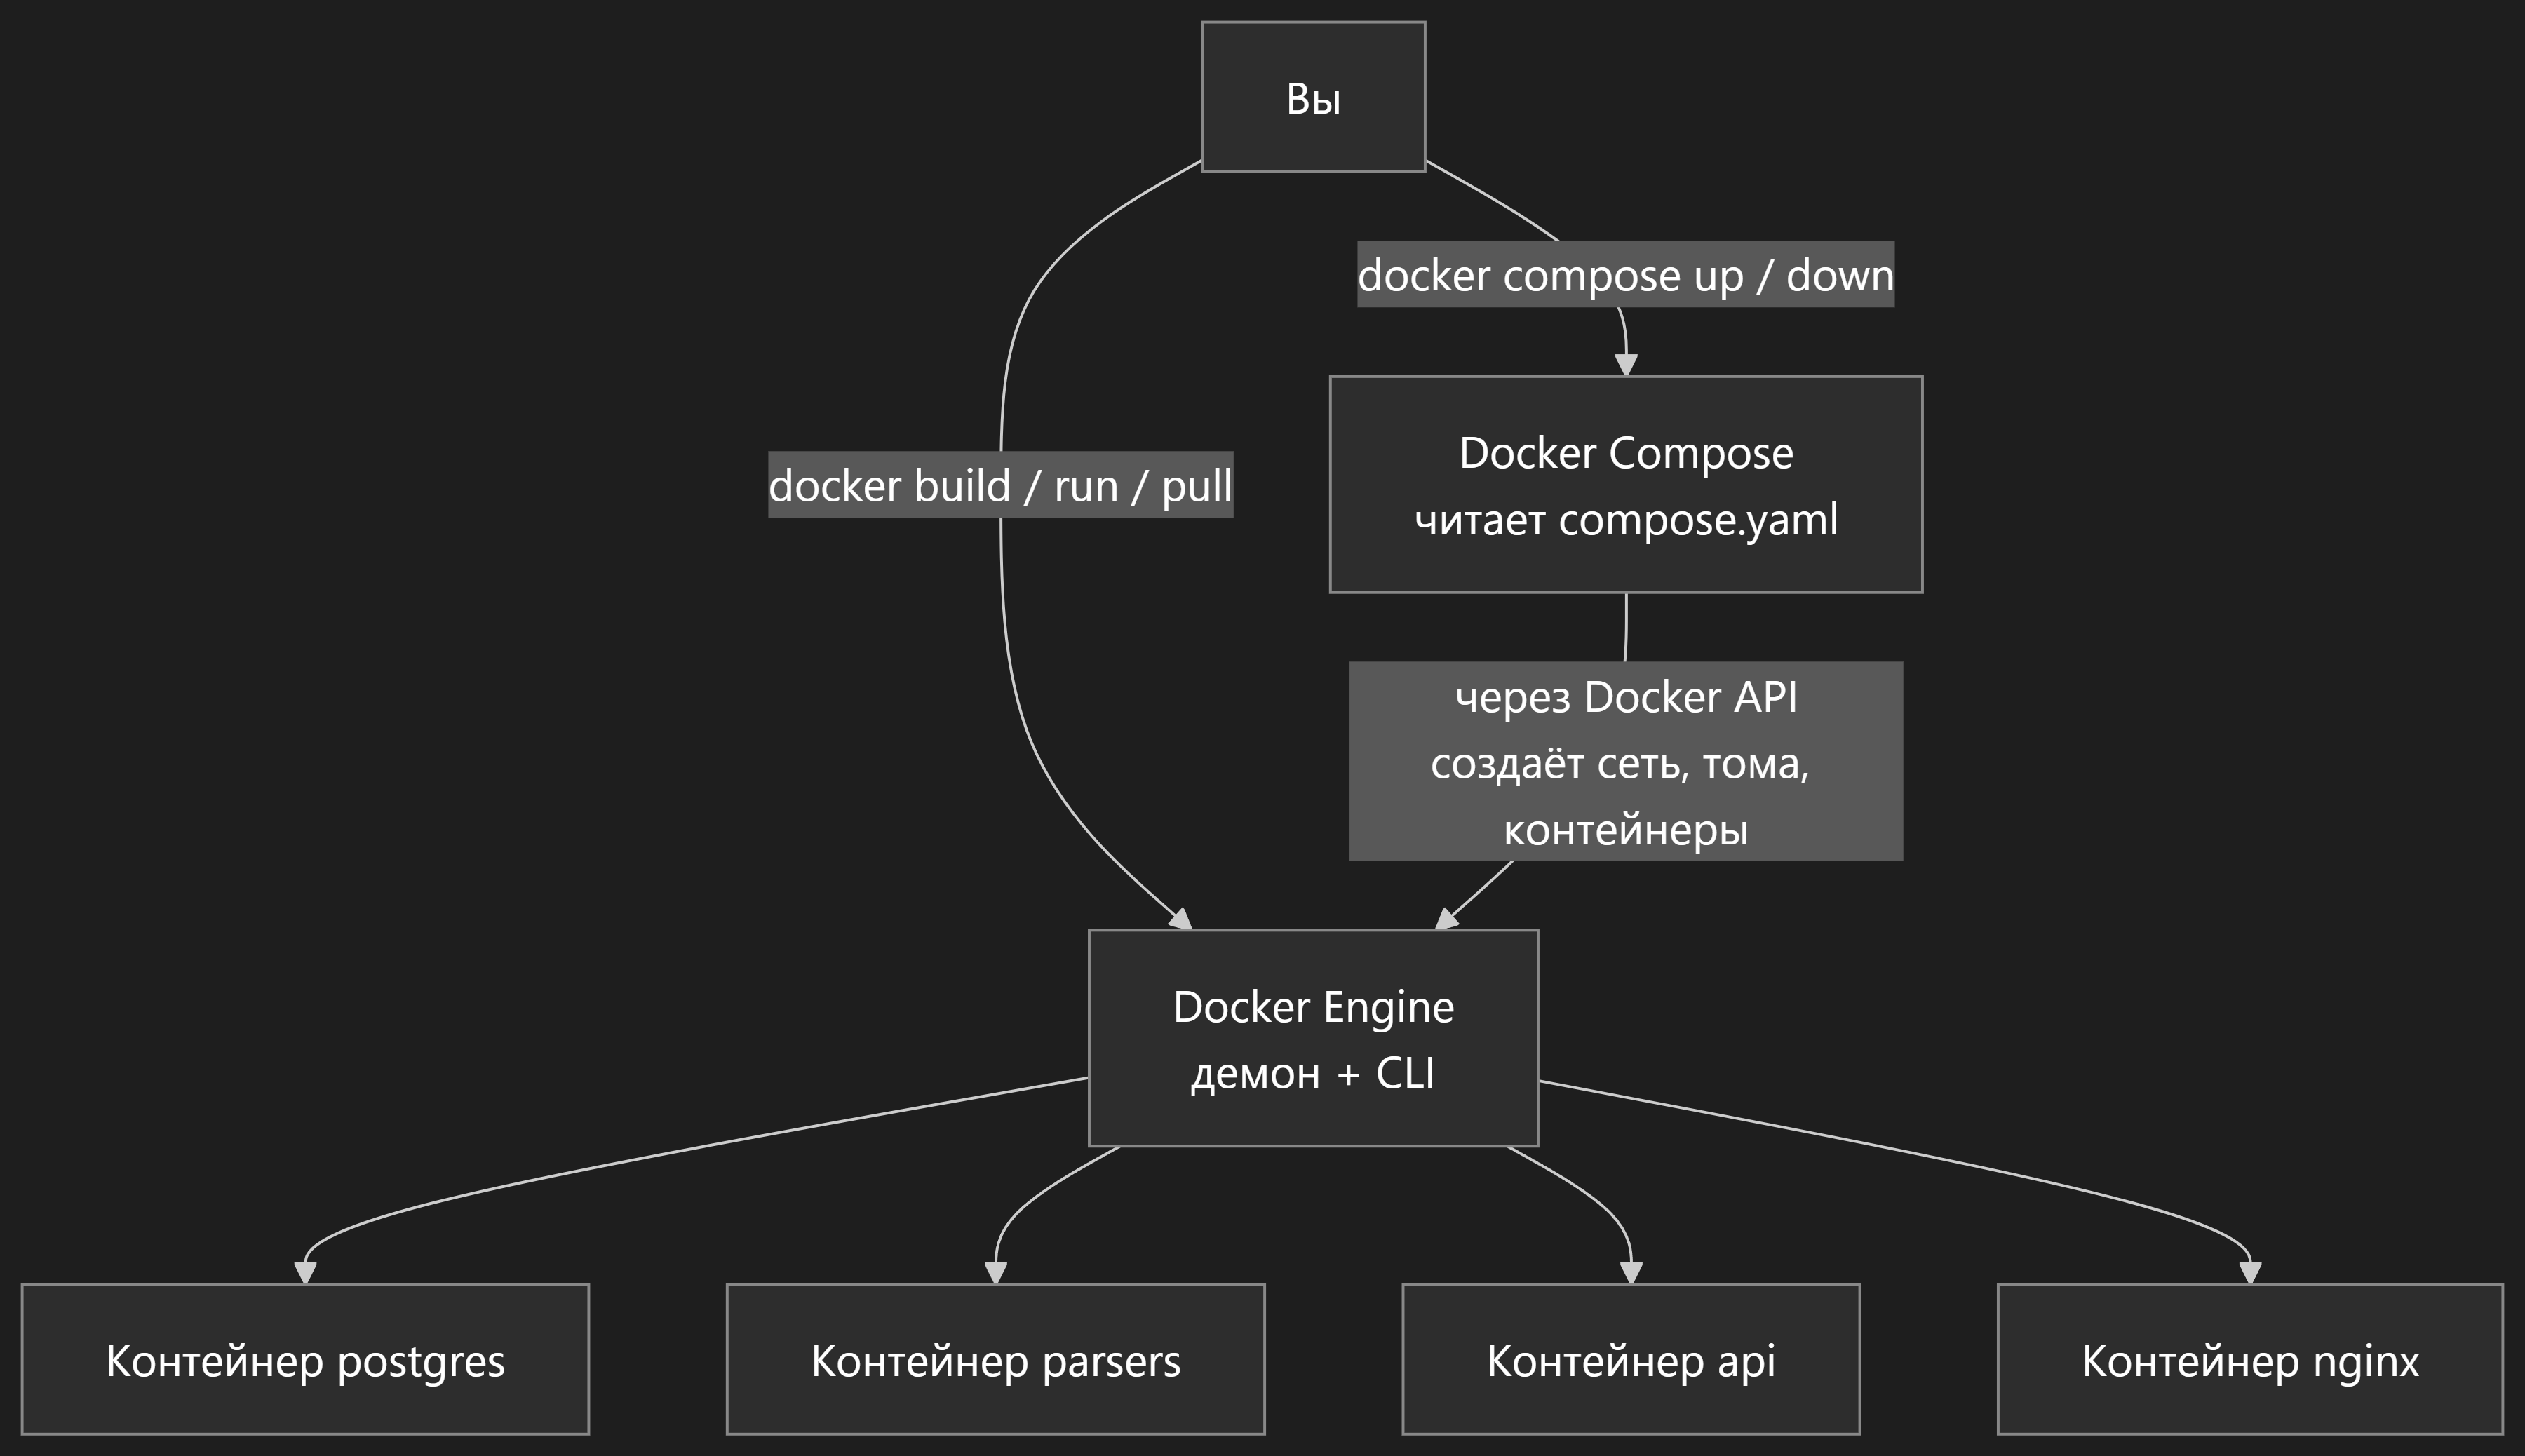 Вы
docker compose up / down
docker build / run / pull
Docker Compose
читает compose.yaml
через Docker API
создаёт сеть, тома,
контейнеры
Docker Engine
демон + CLI
Контейнер postgres
Контейнер parsers
Контейнер api
Контейнер nginx